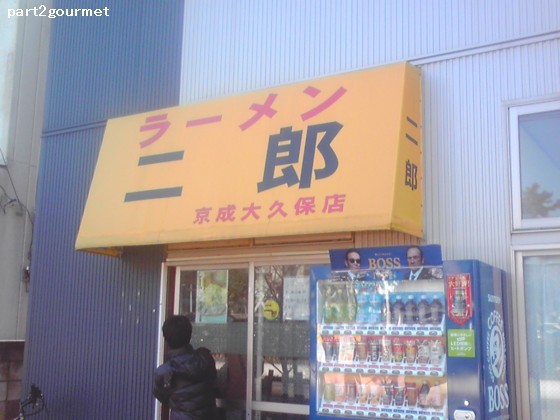 part2gourmet
ラーメン
二郎
二郎
京成大久保店
BOSS
BOSS